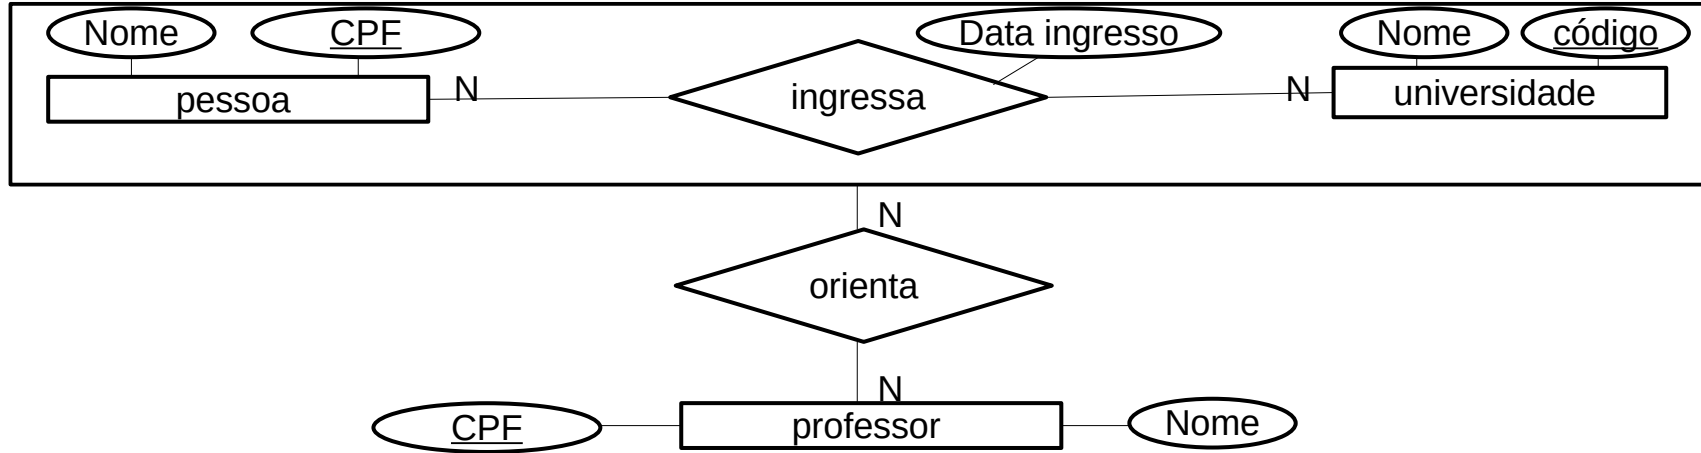 Nome
CPF
Data ingresso
Nome
código
pessoa
N
ingressa
N
universidade
N
orienta
N
CPF
professor
Nome